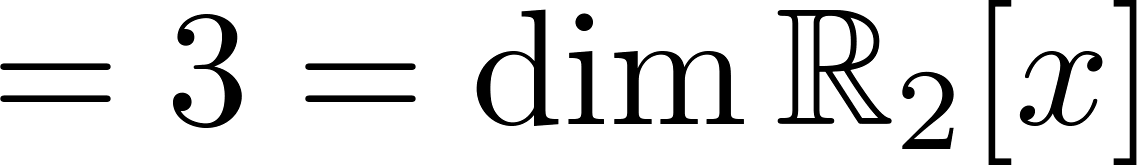 = 3 = dim ℝ₂[x]